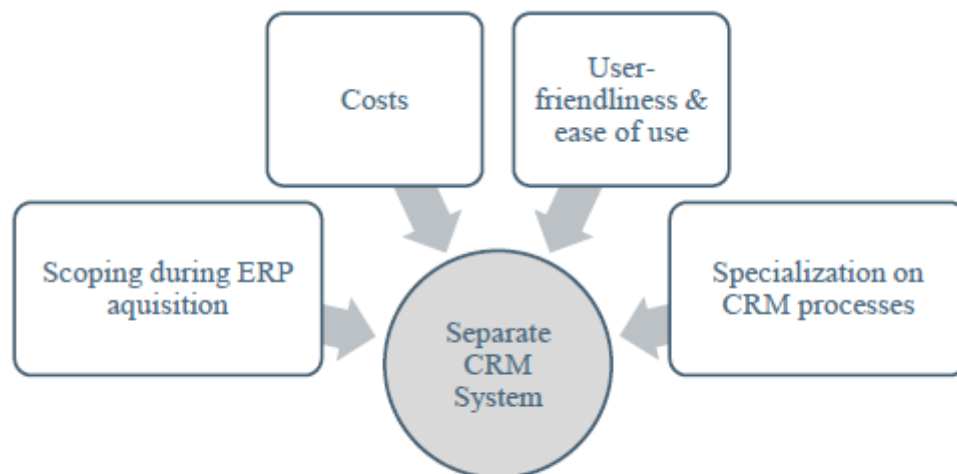 Costs
User-
friendliness &
ease of use
Scoping during ERP
aquisition
Specialization on
CRM processes
Separate
CRM
System